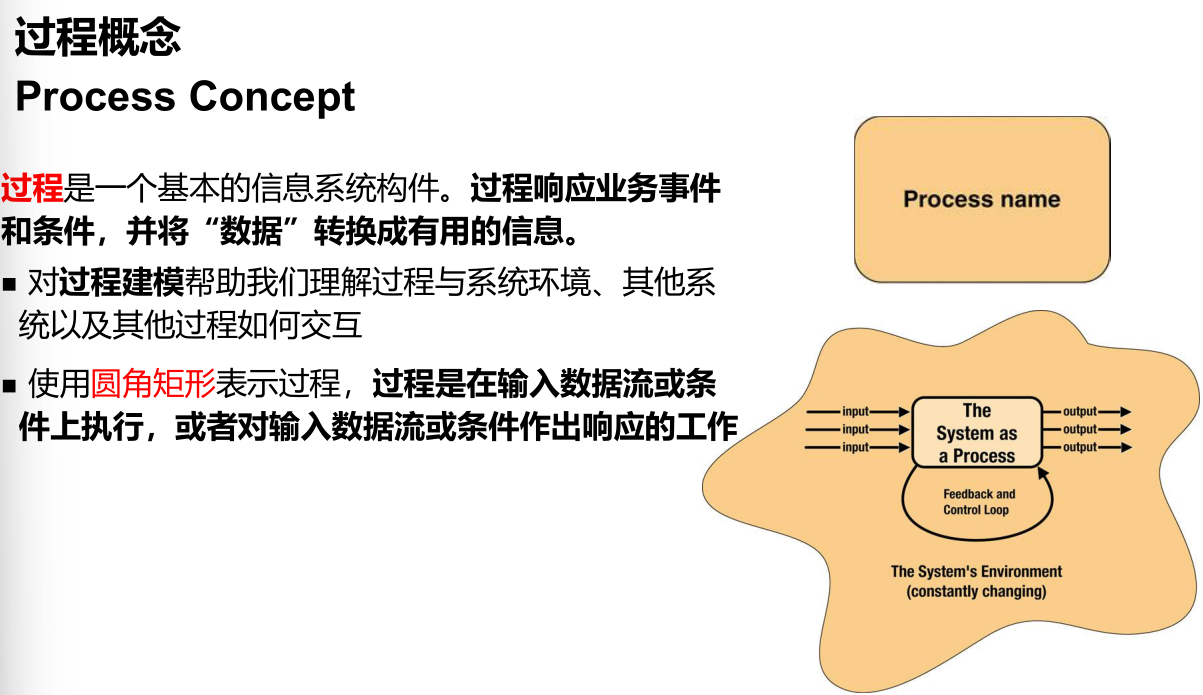 过程概念
Process Concept
过程是一个基本的信息系统构件。过程响应业务事件
和条件，并将“数据”转换成有用的信息。
■ 对过程建模帮助我们理解过程与系统环境、其他系
统以及其他过程如何交互
■ 使用圆角矩形表示过程，过程是在输入数据流或条
件上执行，或者对输入数据流或条件作出响应的工作
Process name
input
input
input
The
System as
a Process
output
output
output
Feedback and
Control Loop
The System's Environment
(constantly changing)